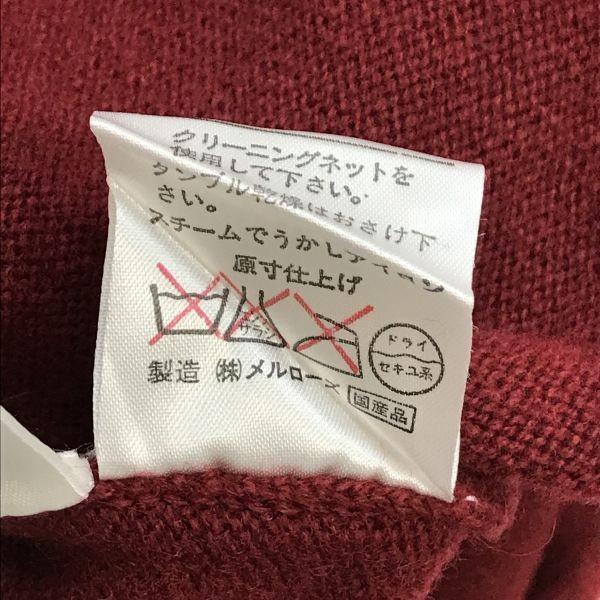 クリーニングネットを
使用して下さい。
タンブル乾燥はおさけ下
さい。
スチームでうかしアイロン
原寸仕上げ
サラシ
ドライ
セキユ系
製造 ㈱メルローズ 国産品